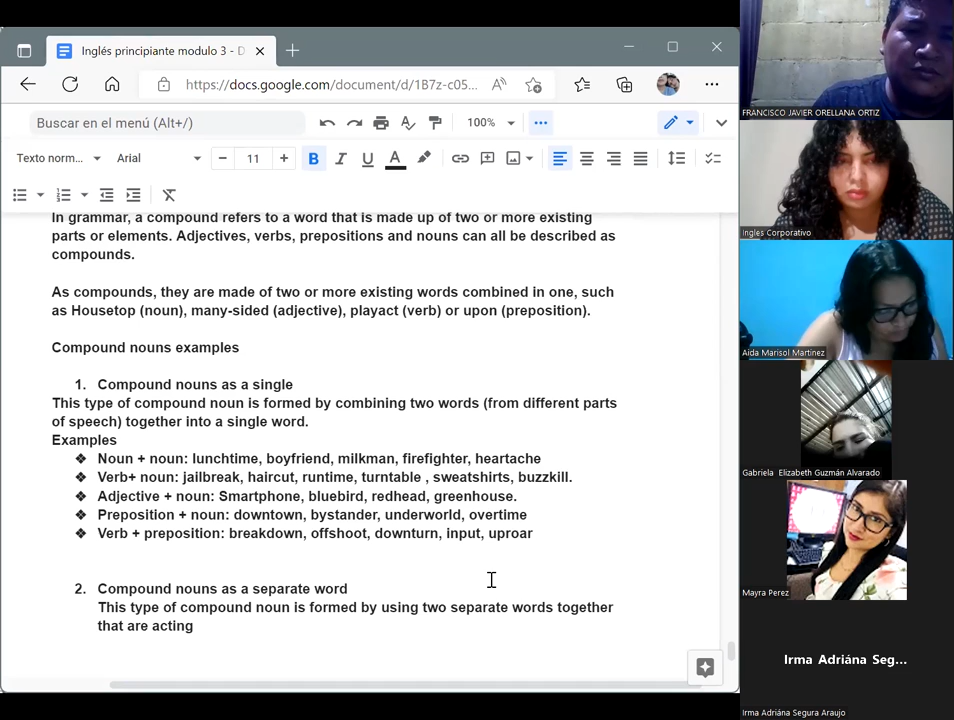 Inglés principiante modulo 3 - D
https://docs.google.com/document/d/1B7z-c05...
Buscar en el menú (Alt+/)
100%
Texto norm...
Arial
11
In grammar, a compound refers to a word that is made up of two or more existing
parts or elements. Adjectives, verbs, prepositions and nouns can all be described as
compounds.
As compounds, they are made of two or more existing words combined in one, such
as Housetop (noun), many-sided (adjective), playact (verb) or upon (preposition).
Compound nouns examples
1. Compound nouns as a single
This type of compound noun is formed by combining two words (from different parts
of speech) together into a single word.
Examples
❖ Noun + noun: lunchtime, boyfriend, milkman, firefighter, heartache
❖ Verb+ noun: jailbreak, haircut, runtime, turntable , sweatshirts, buzzkill.
❖ Adjective + noun: Smartphone, bluebird, redhead, greenhouse.
❖ Preposition + noun: downtown, bystander, underworld, overtime
❖ Verb + preposition: breakdown, offshoot, downturn, input, uproar
2. Compound nouns as a separate word
This type of compound noun is formed by using two separate words together
that are acting
FRANCISCO JAVIER ORELLANA ORTIZ
Ingles Corporativo
Aida Marisol Martinez
Gabriela Elizabeth Guzmán Alvarado
Mayra Perez
Irma Adriána Seg...
Irma Adriána Segura Araujo